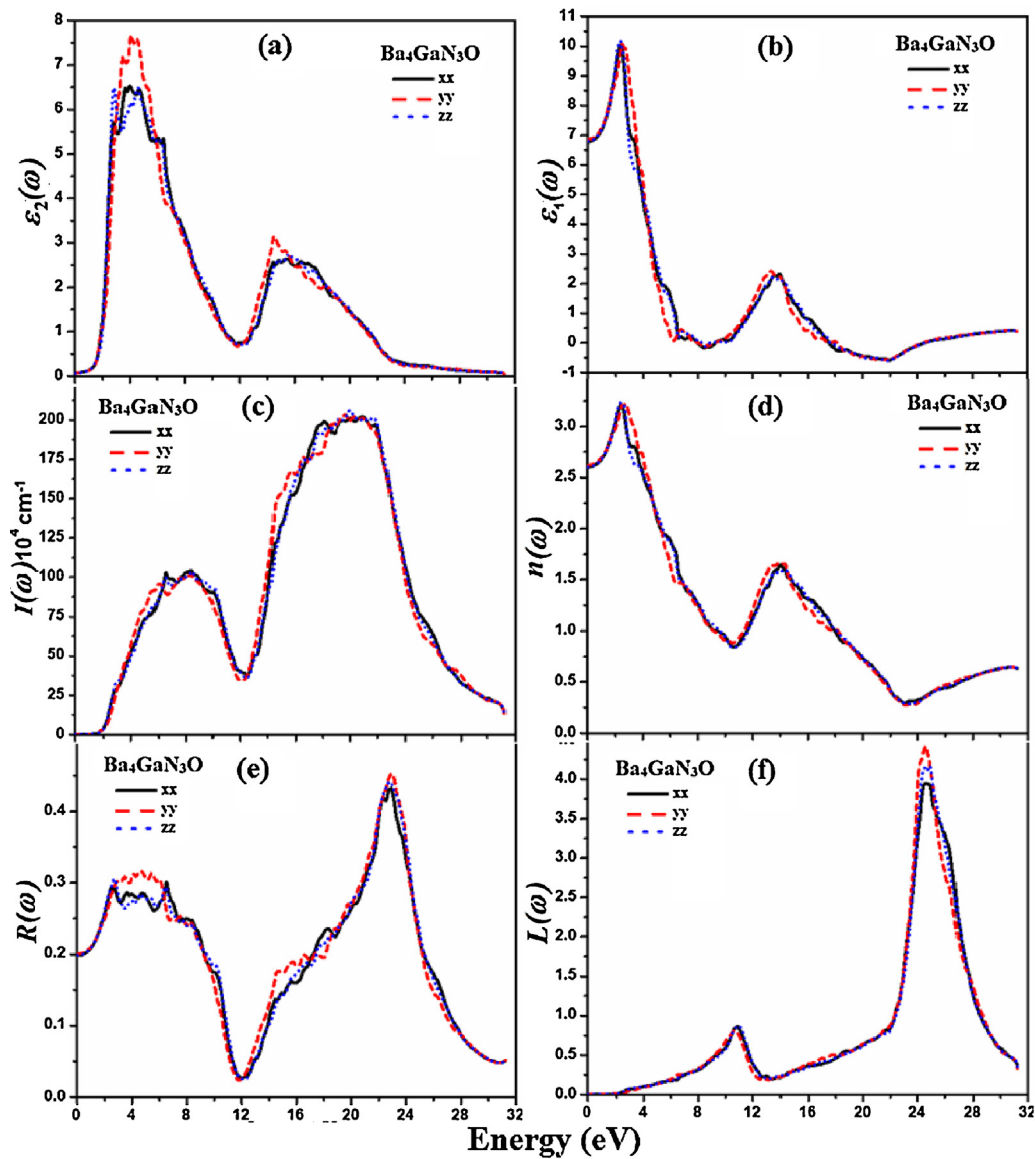 (a)
Ba₄GaN₃O
xx
yy
zz
8
7
6
5
4
3
2
1
0
ε₂(ω)
(b)
Ba₄GaN₃O
xx
yy
zz
11
10
9
8
7
6
5
4
3
2
1
0
-1
ε₁(ω)
Ba₄GaN₃O
(c)
xx
yy
zz
200
175
150
125
100
75
50
25
0
I(ω)10⁻⁴ cm⁻¹
(d)
Ba₄GaN₃O
xx
yy
zz
3.0
2.5
2.0
1.5
1.0
0.5
0.0
n(ω)
Ba₄GaN₃O
(e)
xx
yy
zz
0.4
0.3
0.2
0.1
0.0
R(ω)
0 4 8 12 16 20 24 28 32
Ba₄GaN₃O
(f)
xx
yy
zz
4.0
3.5
3.0
2.5
2.0
1.5
1.0
0.5
0.0
L(ω)
0 4 8 12 16 20 24 28 32
Energy (eV)